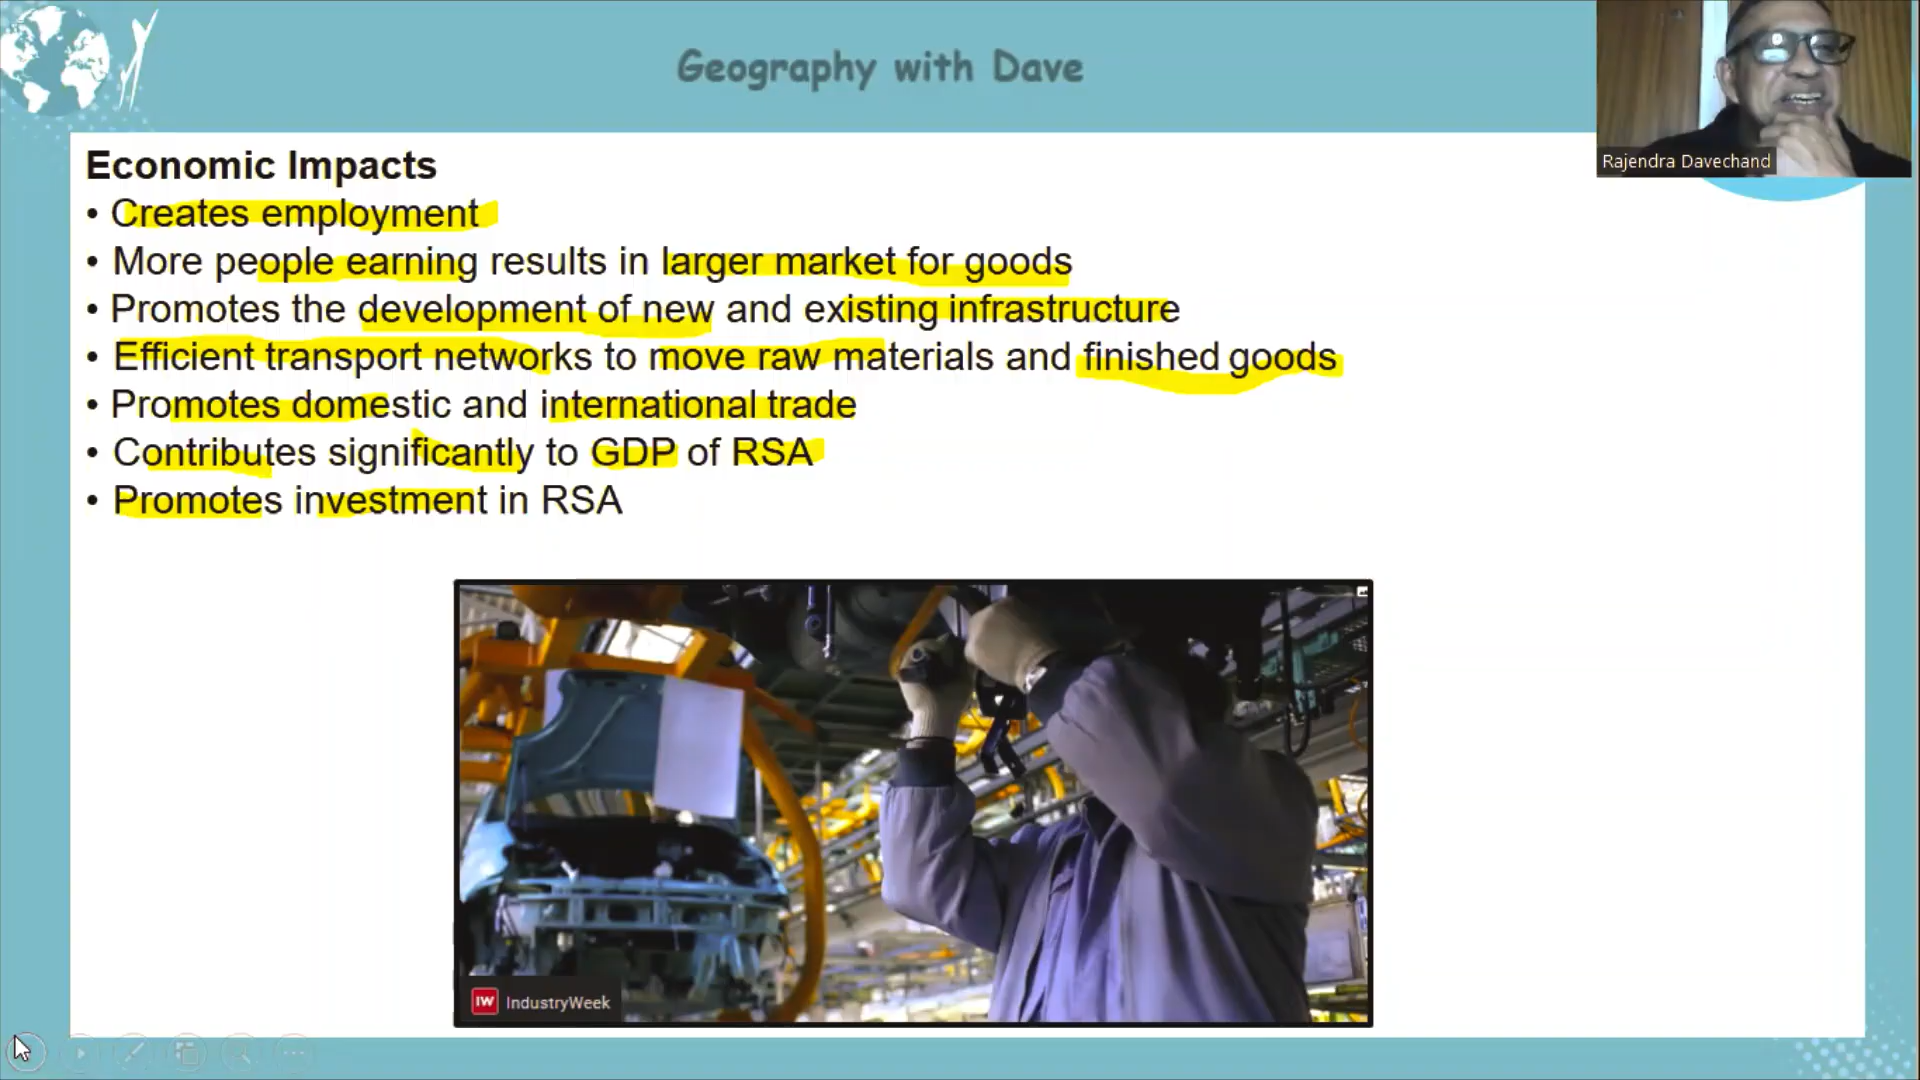 Geography with Dave
Rajendra Davechand
Economic Impacts
• Creates employment
• More people earning results in larger market for goods
• Promotes the development of new and existing infrastructure
• Efficient transport networks to move raw materials and finished goods
• Promotes domestic and international trade
• Contributes significantly to GDP of RSA
• Promotes investment in RSA
IW IndustryWeek